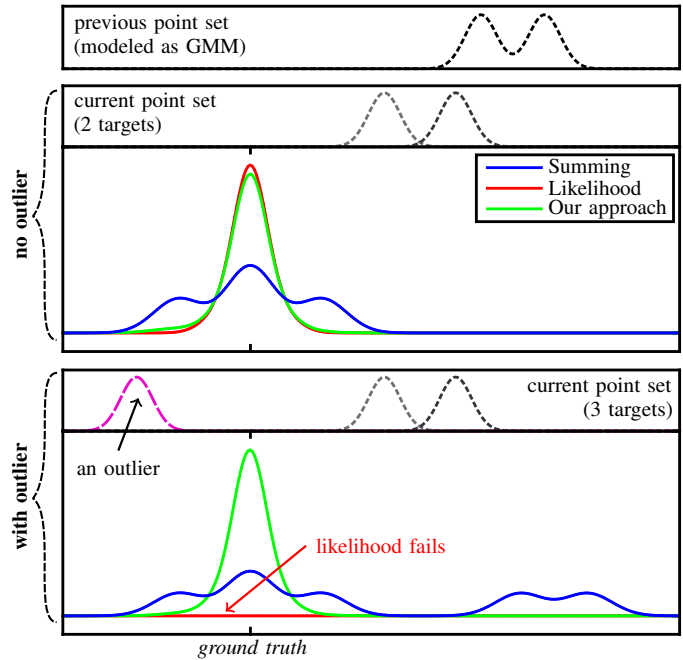 previous point set
(modeled as GMM)
current point set
(2 targets)
no outlier
Summing
Likelihood
Our approach
current point set
(3 targets)
an outlier
with outlier
likelihood fails
ground truth